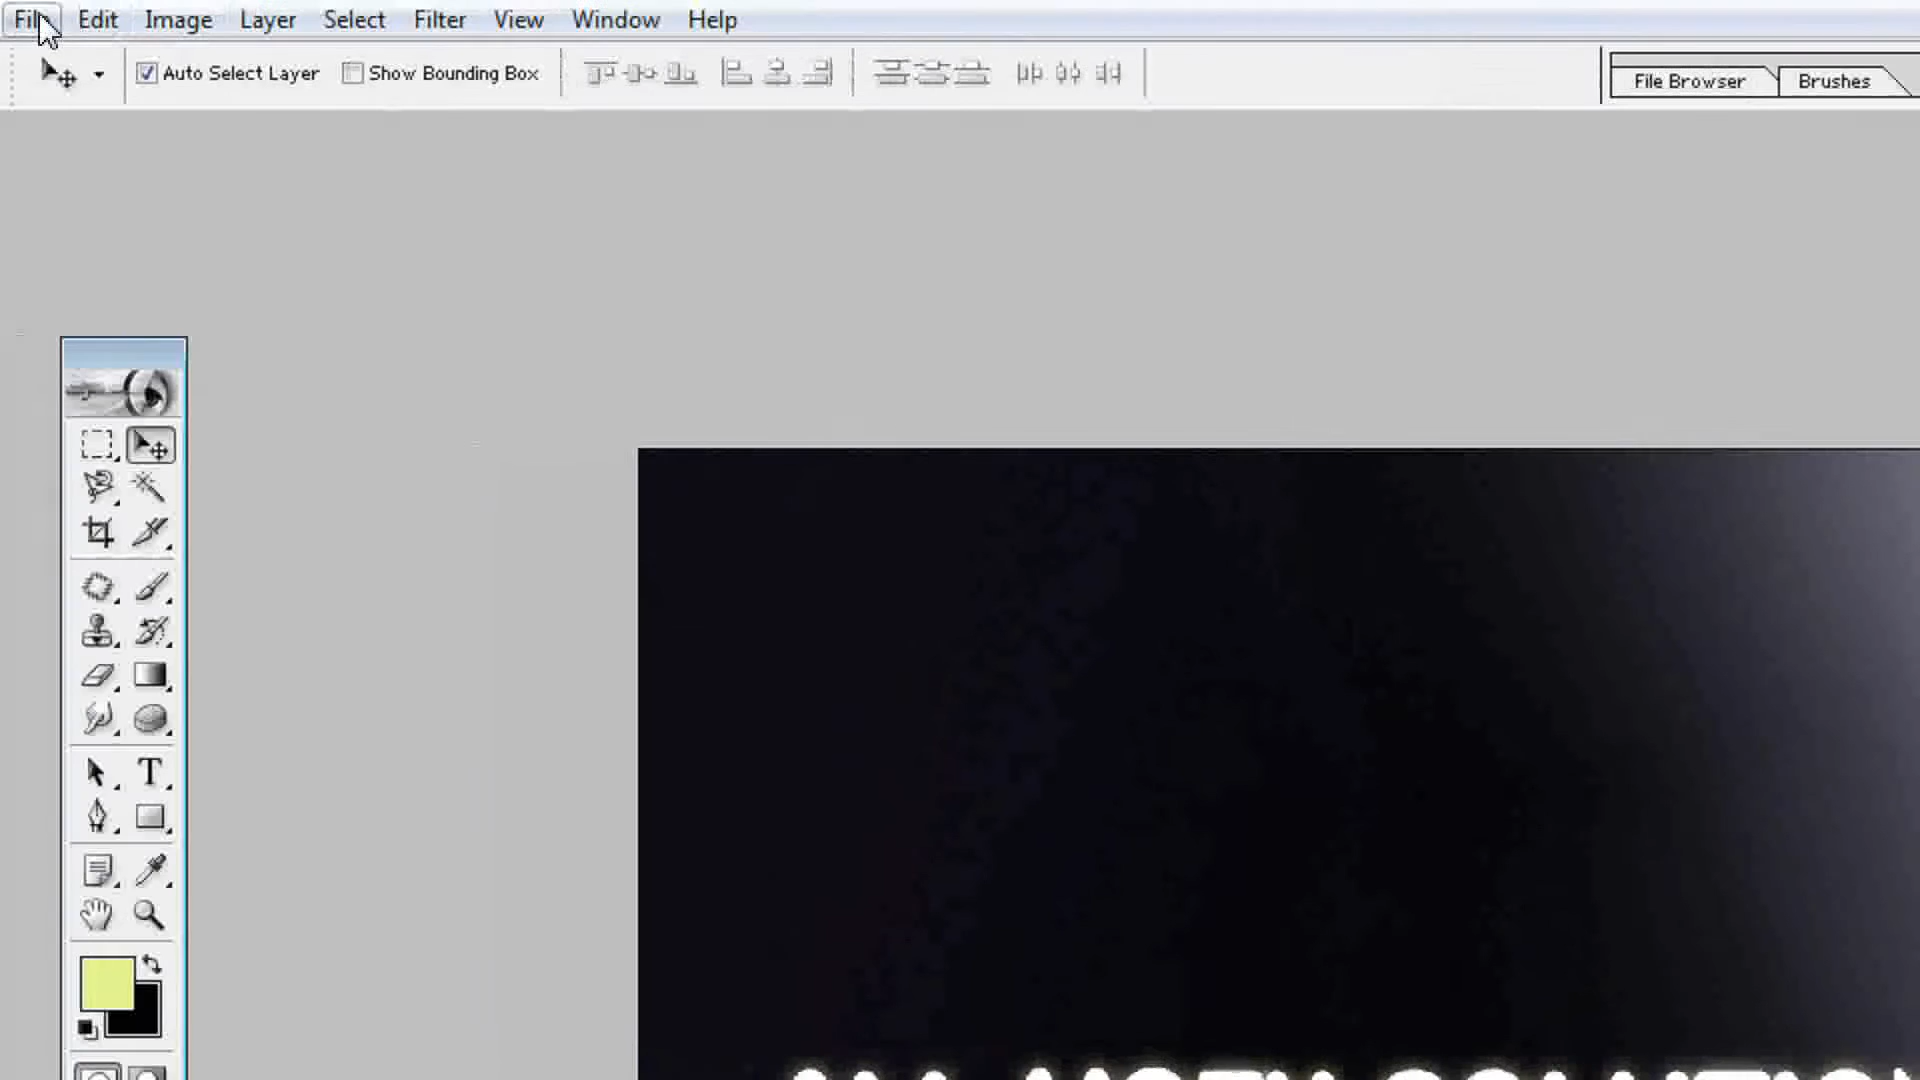 File Edit Image Layer Select Filter View Window Help
Auto Select Layer Show Bounding Box File Browser Brushes
T